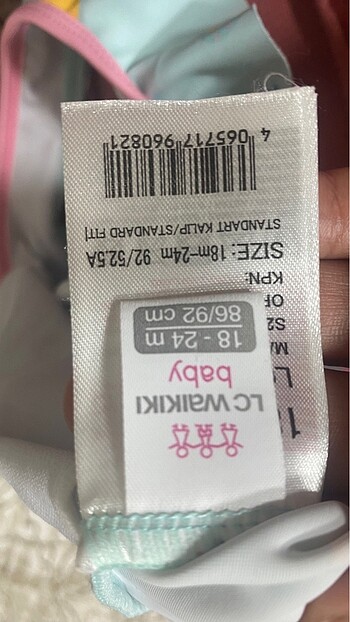 LC WAIKIKI
baby
18 - 24 m
86/92 cm
KPN:
SIZE: 18m-24m 92/52.5A
STANDART KALIP/STANDARD FIT
4 065717 960821